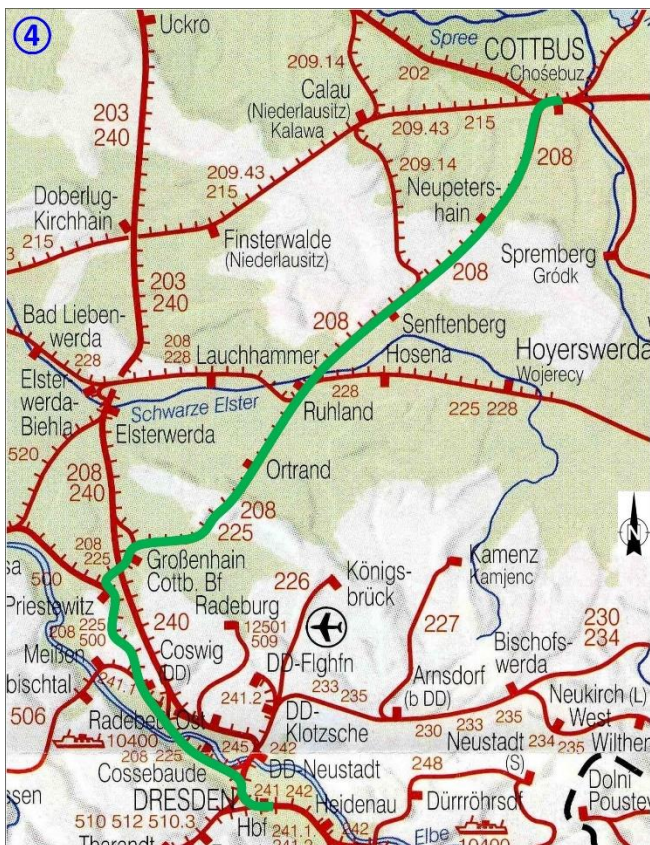 4
Uckro
Spree
COTTBUS
Chośebuz
209.14
202
Calau
(Niederlausitz)
Kalawa
203
240
209.43
215
208
209.43
215
209.14
Neupeters-
hain
Doberlug-
Kirchhain
215
Finsterwalde
(Niederlausitz)
Spremberg
Gródk
208
203
240
Bad Lieben-
werda
208
228
208
Senftenberg
228
Lauchhammer
Hosena
Hoyerswerda
Wojerecy
Elster-
werda-
Biehla
Schwarze Elster
Ruhland
228
225 228
Elsterwerda
520
208
240
Ortrand
208
225
N
208
225
Großenhain
Cottb. Bf
500
226
Königs-
brück
Kamenz
Kamjenc
Priestewitz
240
Radeburg
12501
509
227
230
234
208
225
500
Coswig
(DD)
Meißen
DD-Flghfn
Bischofs-
werda
241.1
241.2
233
235
Arnsdorf
(b DD)
506
Radebeul-Ost
DD-
Klotzsche
235
Neukirch (L)
West
10400
208 225
245
242
230
233
Neustadt
(S)
234
235
Cossebaude
DD-Neustadt
248
Dolni
DRESDEN
241 242
Heidenau
Dürrröhrsdf
Hbf
510 512 510.3
241.1
242
Elbe
10400